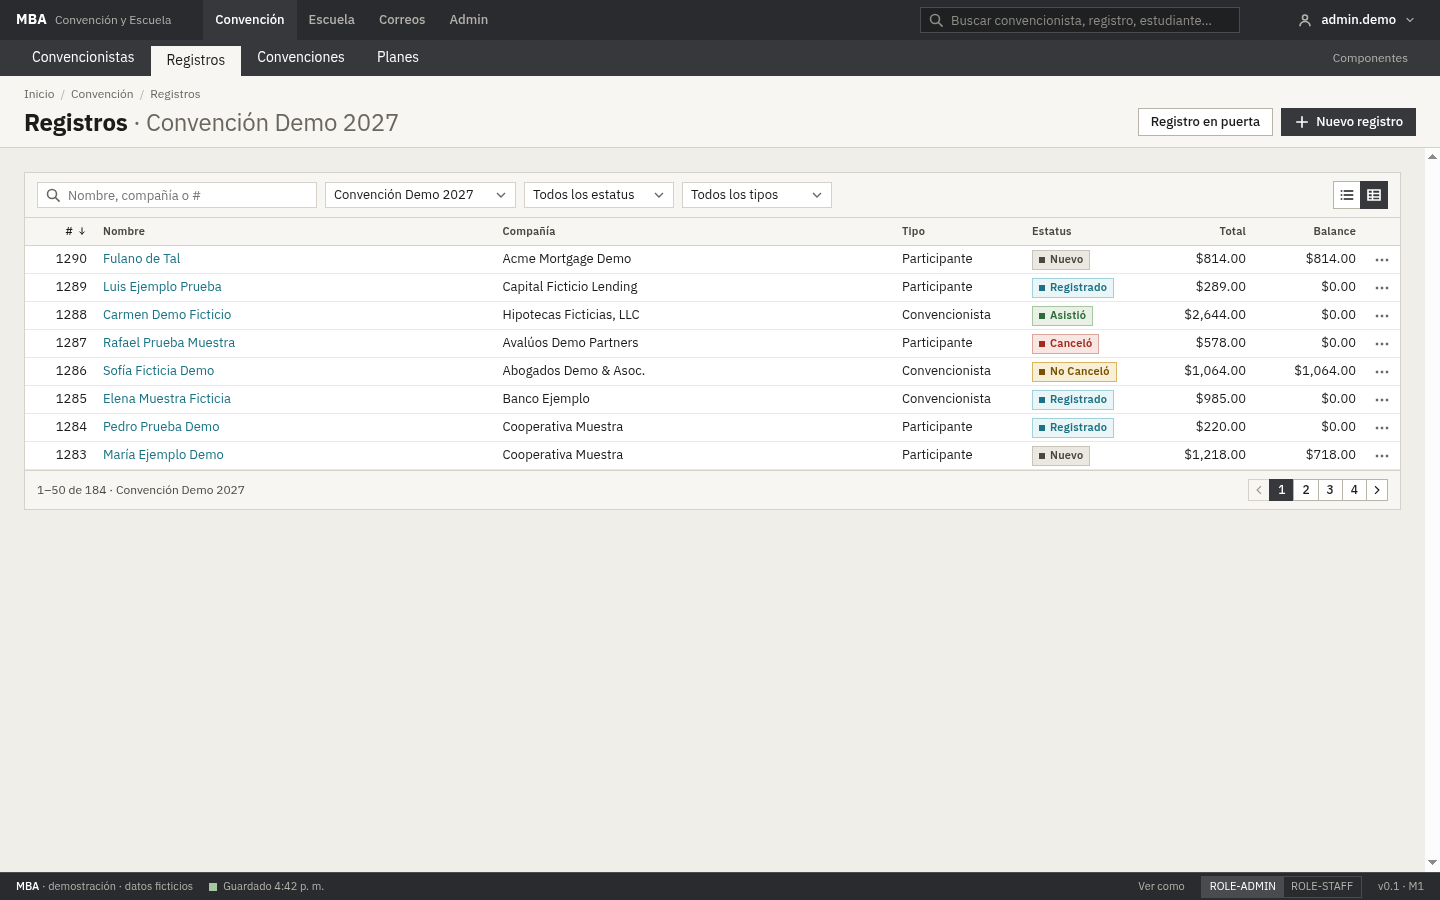 MBA Convención y Escuela Convención Escuela Correos Admin Buscar convencionista, registro, estudiante... admin.demo
Convencionistas Registros Convenciones Planes Componentes
Inicio / Convención / Registros
Registros · Convención Demo 2027 Registro en puerta Nuevo registro
Nombre, compañía o # Convención Demo 2027 Todos los estatus Todos los tipos
# ↓ Nombre Compañía Tipo Estatus Total Balance
1290 Fulano de Tal Acme Mortgage Demo Participante Nuevo $814.00 $814.00
1289 Luis Ejemplo Prueba Capital Ficticio Lending Participante Registrado $289.00 $0.00
1288 Carmen Demo Ficticio Hipotecas Ficticias, LLC Convencionista Asistió $2,644.00 $0.00
1287 Rafael Prueba Muestra Avalúos Demo Partners Participante Canceló $578.00 $0.00
1286 Sofía Ficticia Demo Abogados Demo & Asoc. Convencionista No Canceló $1,064.00 $1,064.00
1285 Elena Muestra Ficticia Banco Ejemplo Convencionista Registrado $985.00 $0.00
1284 Pedro Prueba Demo Cooperativa Muestra Participante Registrado $220.00 $0.00
1283 María Ejemplo Demo Cooperativa Muestra Participante Nuevo $1,218.00 $718.00
1–50 de 184 · Convención Demo 2027 1 2 3 4
MBA · demostración · datos ficticios Guardado 4:42 p. m. Ver como ROLE-ADMIN ROLE-STAFF v0.1 · M1